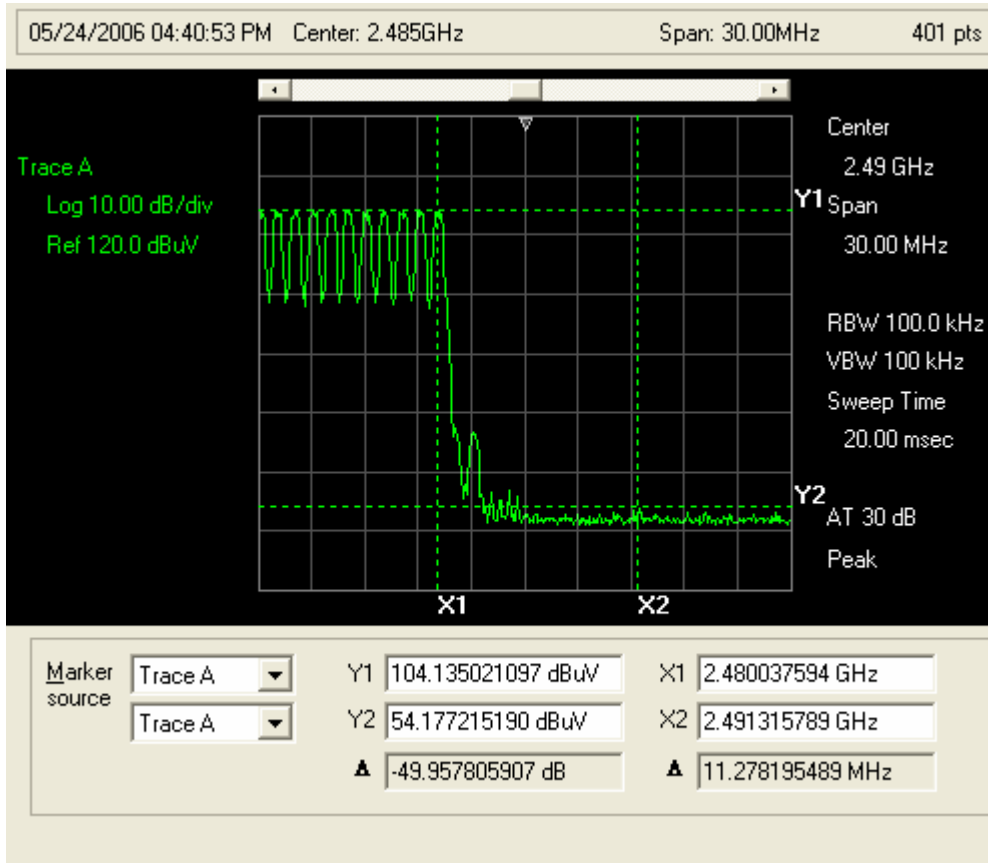 05/24/2006 04:40:53 PM Center: 2.485GHz Span: 30.00MHz 401 pts
Trace A
Log 10.00 dB/div
Ref 120.0 dBuV
Y1
Y2
X1 X2
Center
2.49 GHz
Span
30.00 MHz
RBW 100.0 kHz
VBW 100 kHz
Sweep Time
20.00 msec
AT 30 dB
Peak
Marker source
Trace A
Trace A
Y1 104.135021097 dBuV
Y2 54.177215190 dBuV
Δ -49.957805907 dB
X1 2.480037594 GHz
X2 2.491315789 GHz
Δ 11.278195489 MHz